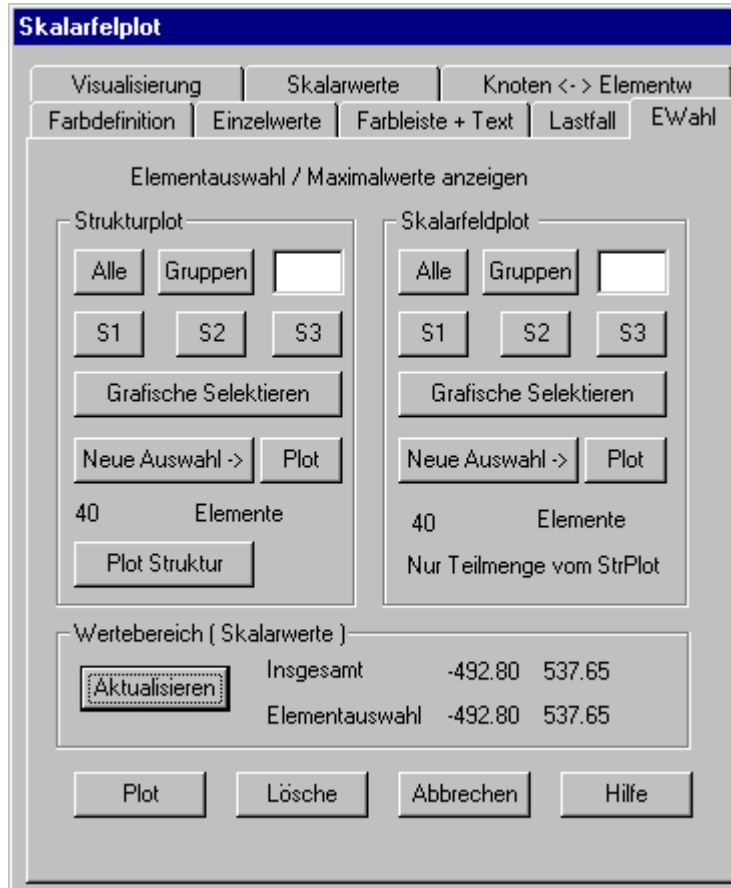 Skalarfelplot
Visualisierung Skalarwerte Knoten <- > Elementw
Farbdefinition Einzelwerte Farbleiste + Text Lastfall EWahl
Elementauswahl / Maximalwerte anzeigen
Strukturplot Skalarfeldplot
Alle Gruppen Alle Gruppen
S1 S2 S3 S1 S2 S3
Grafische Selektieren Grafische Selektieren
Neue Auswahl -> Plot Neue Auswahl -> Plot
40 Elemente 40 Elemente
Plot Struktur Nur Teilmenge vom StrPlot
Wertebereich ( Skalarwerte )
Aktualisieren Insgesamt -492.80 537.65
Elementauswahl -492.80 537.65
Plot Lösche Abbrechen Hilfe